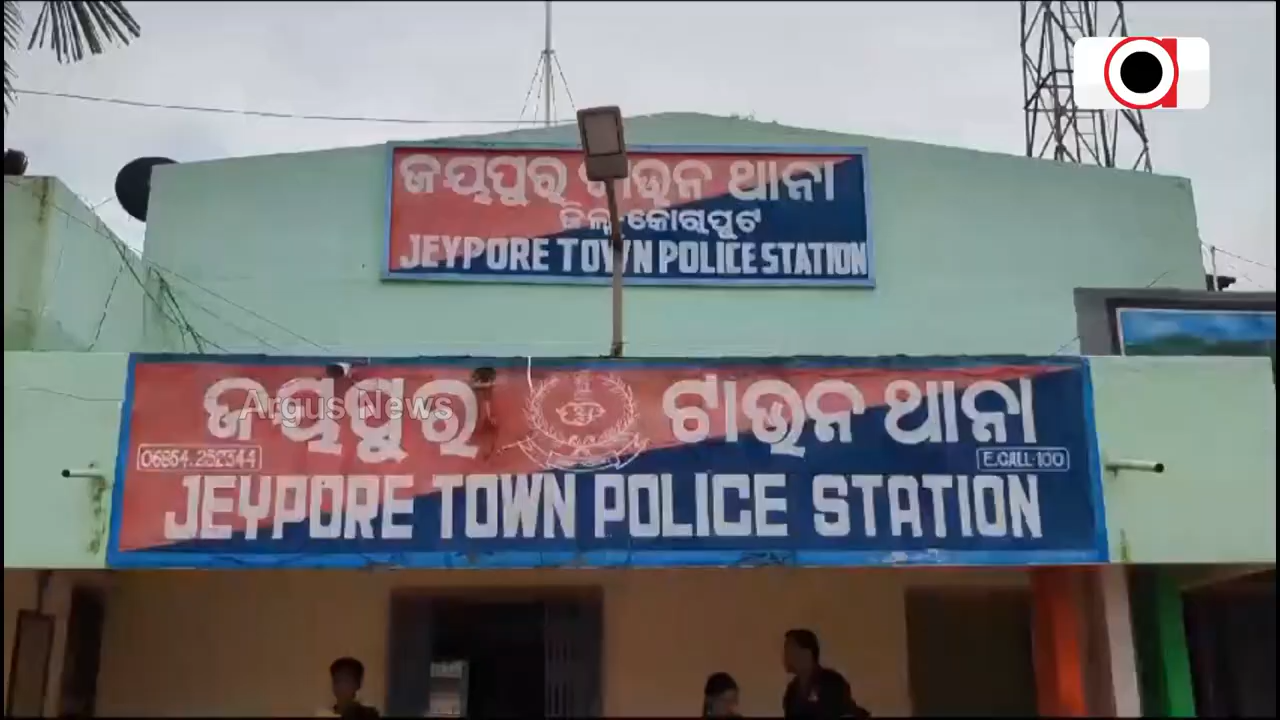 ଜୟପୁର ଟାଉନ ଥାନା
ଜିଲ୍ଲା-କୋରାପୁଟ
JEYPORE TOWN POLICE STATION
ଜୟପୁର ଟାଉନ ଥାନା
Argus News
06854.252344 E.CALL-100
JEYPORE TOWN POLICE STATION